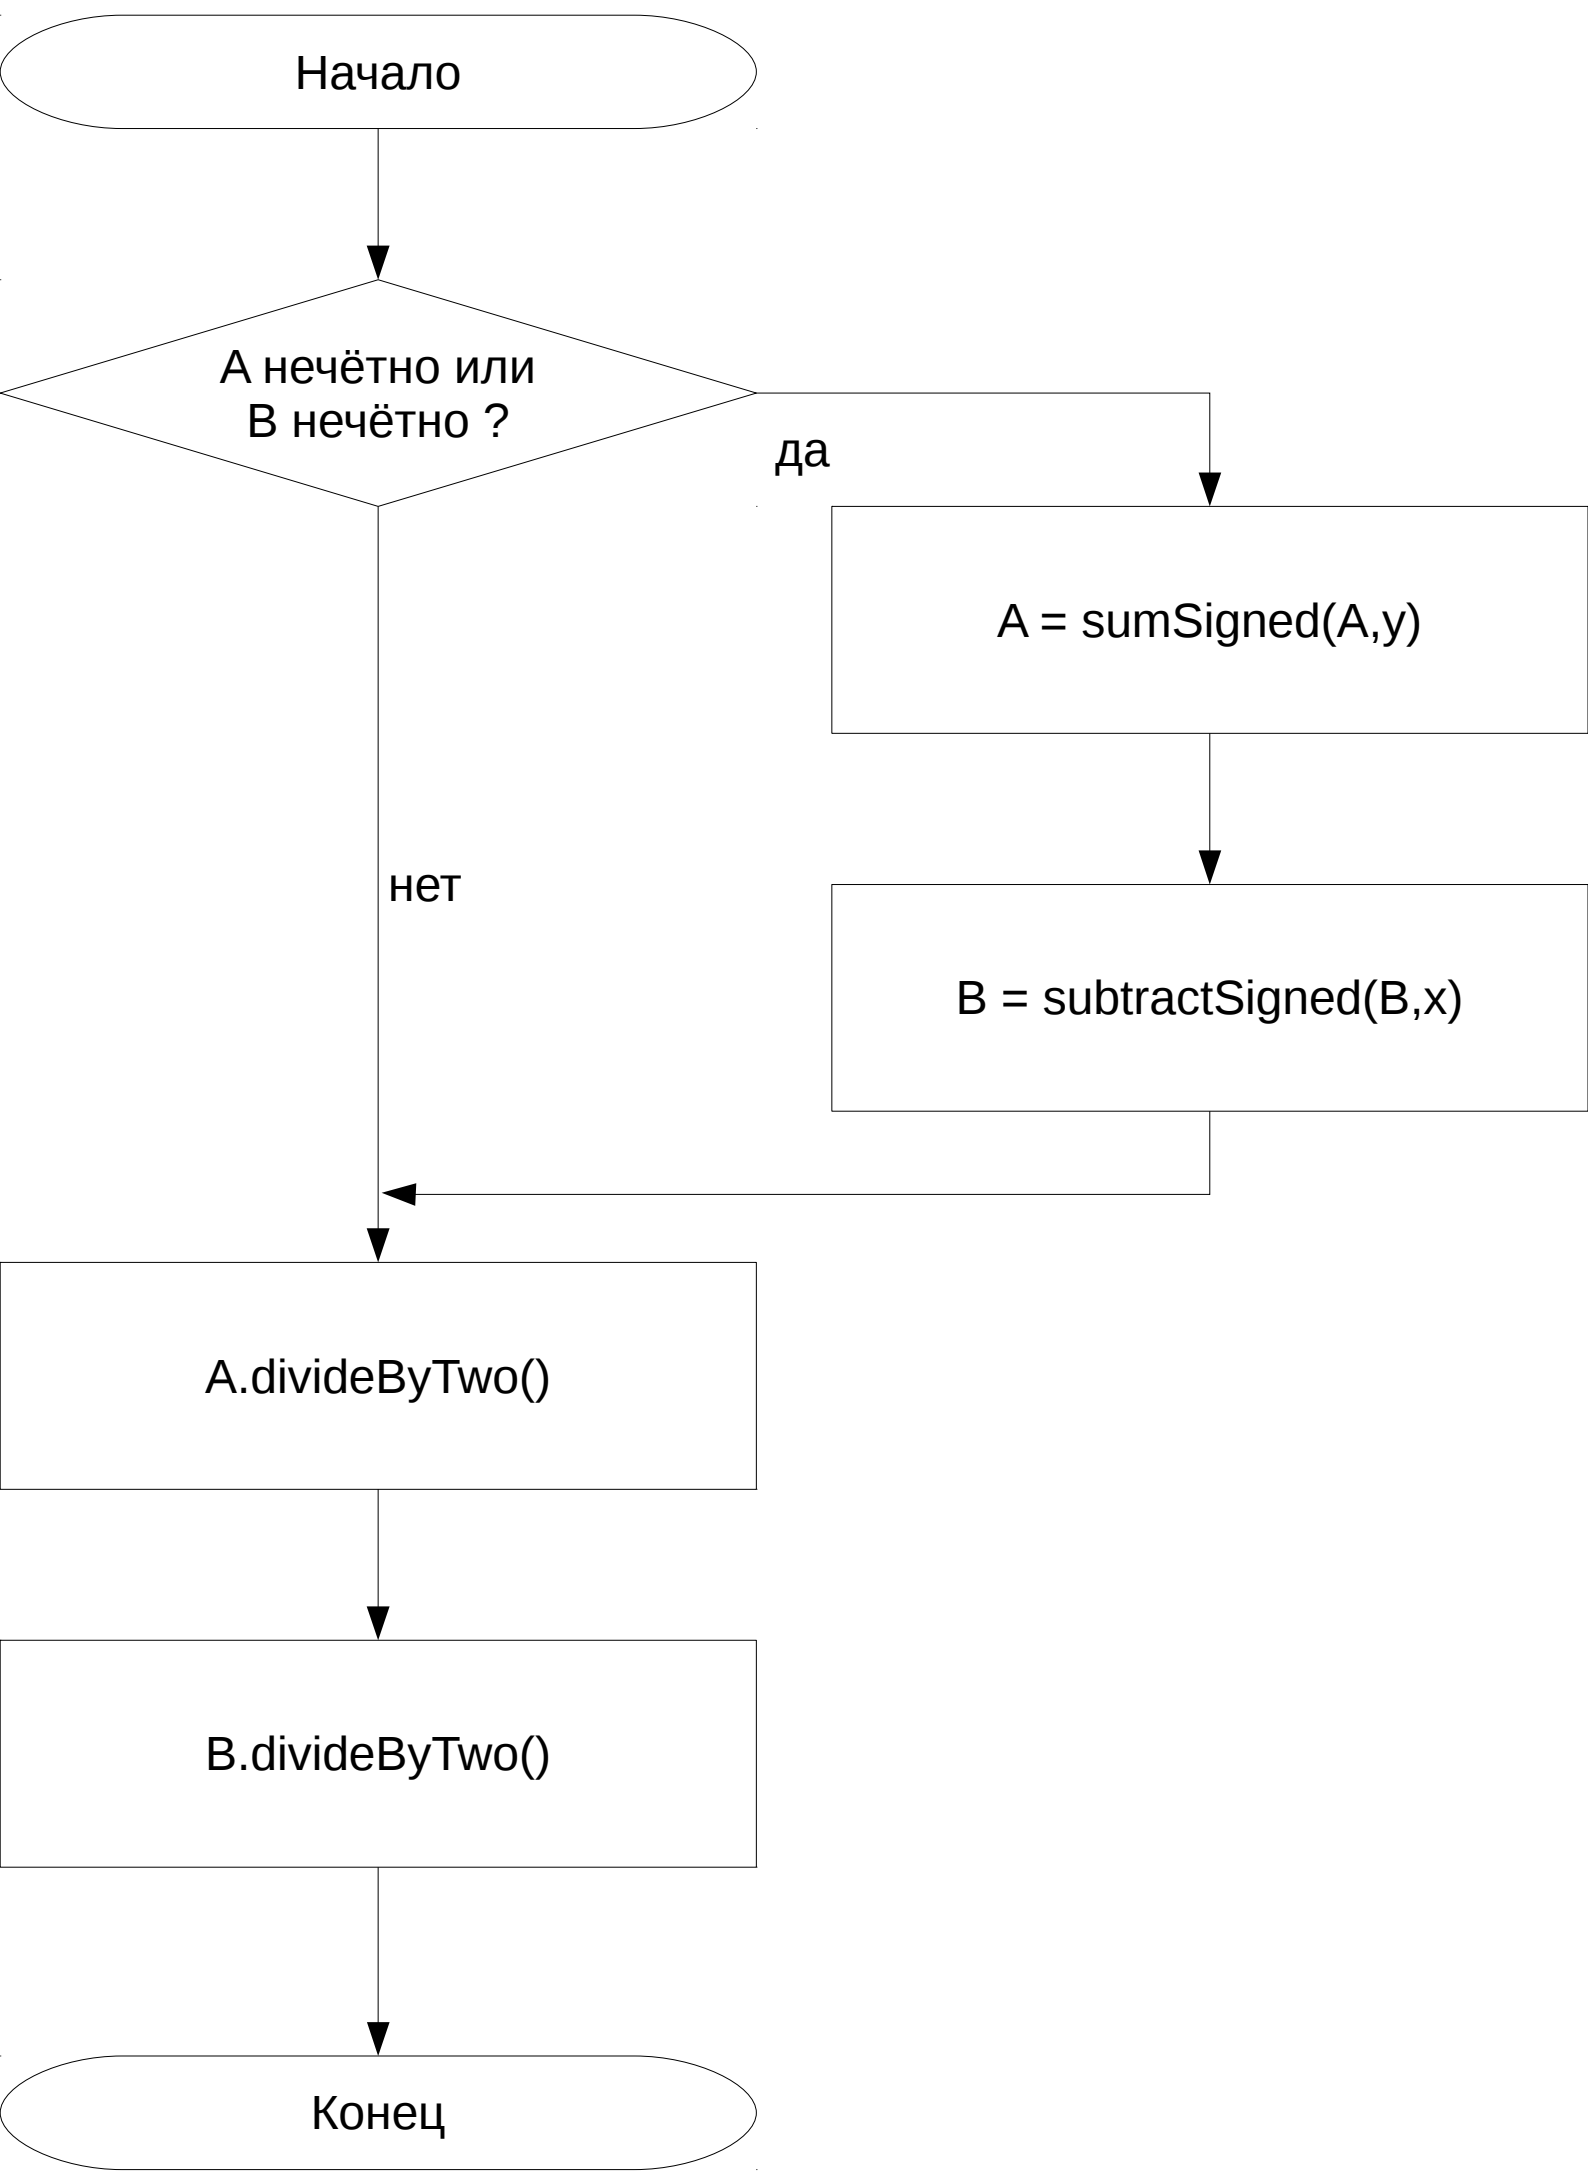 Начало
А нечётно или
В нечётно ?
да
A = sumSigned(A,y)
нет
B = subtractSigned(B,x)
A.divideByTwo()
B.divideByTwo()
Конец